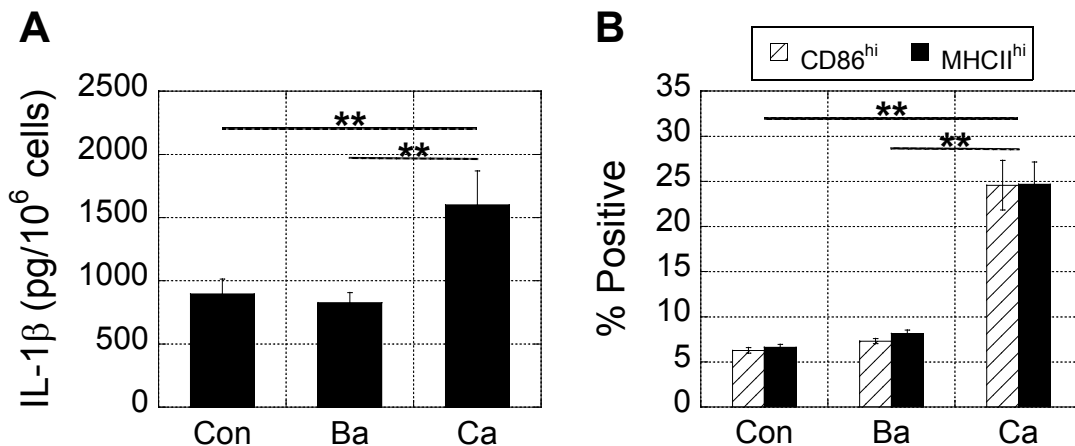 A
IL-1β (pg/10⁶ cells)
2500
2000
1500
1000
500
0
**
**
Con Ba Ca
B
CD86ʰⁱ MHCIIʰⁱ
% Positive
35
30
25
20
15
10
5
0
**
**
Con Ba Ca